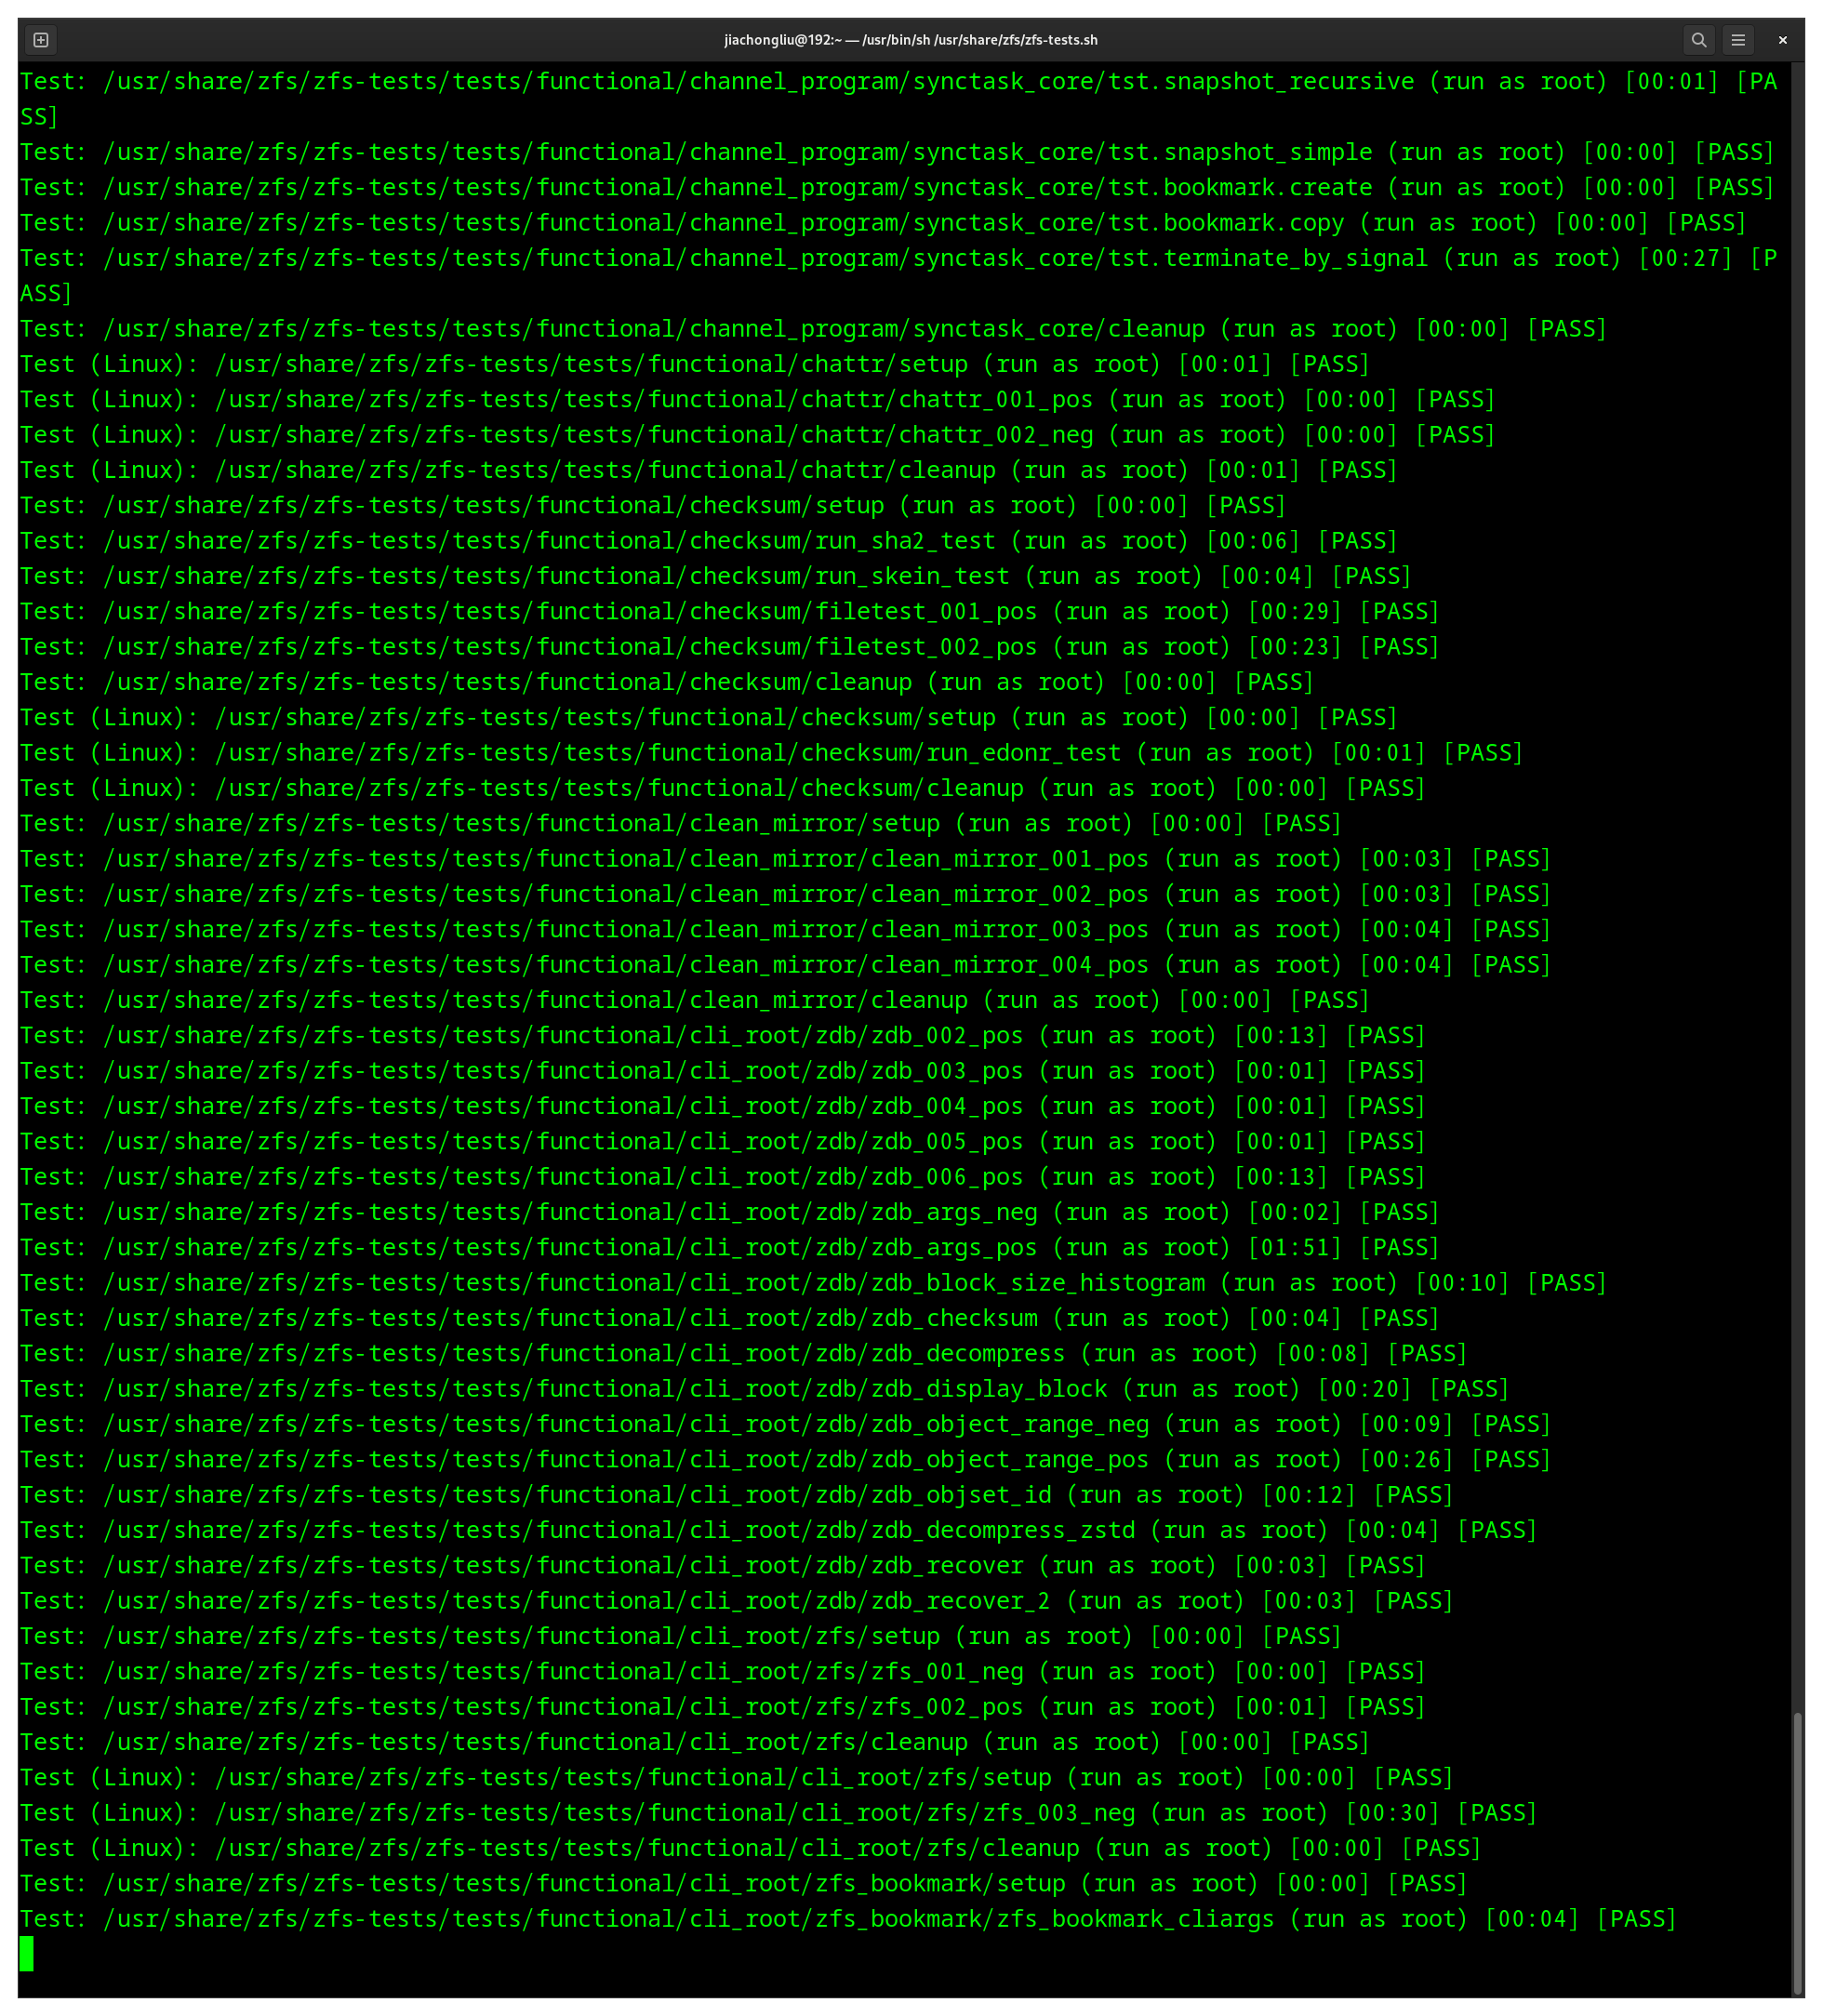 jiachongliu@192:~ — /usr/bin/sh /usr/share/zfs/zfs-tests.sh
Test: /usr/share/zfs/zfs-tests/tests/functional/channel_program/synctask_core/tst.snapshot_recursive (run as root) [00:01] [PA
SS]
Test: /usr/share/zfs/zfs-tests/tests/functional/channel_program/synctask_core/tst.snapshot_simple (run as root) [00:00] [PASS]
Test: /usr/share/zfs/zfs-tests/tests/functional/channel_program/synctask_core/tst.bookmark.create (run as root) [00:00] [PASS]
Test: /usr/share/zfs/zfs-tests/tests/functional/channel_program/synctask_core/tst.bookmark.copy (run as root) [00:00] [PASS]
Test: /usr/share/zfs/zfs-tests/tests/functional/channel_program/synctask_core/tst.terminate_by_signal (run as root) [00:27] [P
ASS]
Test: /usr/share/zfs/zfs-tests/tests/functional/channel_program/synctask_core/cleanup (run as root) [00:00] [PASS]
Test (Linux): /usr/share/zfs/zfs-tests/tests/functional/chattr/setup (run as root) [00:01] [PASS]
Test (Linux): /usr/share/zfs/zfs-tests/tests/functional/chattr/chattr_001_pos (run as root) [00:00] [PASS]
Test (Linux): /usr/share/zfs/zfs-tests/tests/functional/chattr/chattr_002_neg (run as root) [00:00] [PASS]
Test (Linux): /usr/share/zfs/zfs-tests/tests/functional/chattr/cleanup (run as root) [00:01] [PASS]
Test: /usr/share/zfs/zfs-tests/tests/functional/checksum/setup (run as root) [00:00] [PASS]
Test: /usr/share/zfs/zfs-tests/tests/functional/checksum/run_sha2_test (run as root) [00:06] [PASS]
Test: /usr/share/zfs/zfs-tests/tests/functional/checksum/run_skein_test (run as root) [00:04] [PASS]
Test: /usr/share/zfs/zfs-tests/tests/functional/checksum/filetest_001_pos (run as root) [00:29] [PASS]
Test: /usr/share/zfs/zfs-tests/tests/functional/checksum/filetest_002_pos (run as root) [00:23] [PASS]
Test: /usr/share/zfs/zfs-tests/tests/functional/checksum/cleanup (run as root) [00:00] [PASS]
Test (Linux): /usr/share/zfs/zfs-tests/tests/functional/checksum/setup (run as root) [00:00] [PASS]
Test (Linux): /usr/share/zfs/zfs-tests/tests/functional/checksum/run_edonr_test (run as root) [00:01] [PASS]
Test (Linux): /usr/share/zfs/zfs-tests/tests/functional/checksum/cleanup (run as root) [00:00] [PASS]
Test: /usr/share/zfs/zfs-tests/tests/functional/clean_mirror/setup (run as root) [00:00] [PASS]
Test: /usr/share/zfs/zfs-tests/tests/functional/clean_mirror/clean_mirror_001_pos (run as root) [00:03] [PASS]
Test: /usr/share/zfs/zfs-tests/tests/functional/clean_mirror/clean_mirror_002_pos (run as root) [00:03] [PASS]
Test: /usr/share/zfs/zfs-tests/tests/functional/clean_mirror/clean_mirror_003_pos (run as root) [00:04] [PASS]
Test: /usr/share/zfs/zfs-tests/tests/functional/clean_mirror/clean_mirror_004_pos (run as root) [00:04] [PASS]
Test: /usr/share/zfs/zfs-tests/tests/functional/clean_mirror/cleanup (run as root) [00:00] [PASS]
Test: /usr/share/zfs/zfs-tests/tests/functional/cli_root/zdb/zdb_002_pos (run as root) [00:13] [PASS]
Test: /usr/share/zfs/zfs-tests/tests/functional/cli_root/zdb/zdb_003_pos (run as root) [00:01] [PASS]
Test: /usr/share/zfs/zfs-tests/tests/functional/cli_root/zdb/zdb_004_pos (run as root) [00:01] [PASS]
Test: /usr/share/zfs/zfs-tests/tests/functional/cli_root/zdb/zdb_005_pos (run as root) [00:01] [PASS]
Test: /usr/share/zfs/zfs-tests/tests/functional/cli_root/zdb/zdb_006_pos (run as root) [00:13] [PASS]
Test: /usr/share/zfs/zfs-tests/tests/functional/cli_root/zdb/zdb_args_neg (run as root) [00:02] [PASS]
Test: /usr/share/zfs/zfs-tests/tests/functional/cli_root/zdb/zdb_args_pos (run as root) [01:51] [PASS]
Test: /usr/share/zfs/zfs-tests/tests/functional/cli_root/zdb/zdb_block_size_histogram (run as root) [00:10] [PASS]
Test: /usr/share/zfs/zfs-tests/tests/functional/cli_root/zdb/zdb_checksum (run as root) [00:04] [PASS]
Test: /usr/share/zfs/zfs-tests/tests/functional/cli_root/zdb/zdb_decompress (run as root) [00:08] [PASS]
Test: /usr/share/zfs/zfs-tests/tests/functional/cli_root/zdb/zdb_display_block (run as root) [00:20] [PASS]
Test: /usr/share/zfs/zfs-tests/tests/functional/cli_root/zdb/zdb_object_range_neg (run as root) [00:09] [PASS]
Test: /usr/share/zfs/zfs-tests/tests/functional/cli_root/zdb/zdb_object_range_pos (run as root) [00:26] [PASS]
Test: /usr/share/zfs/zfs-tests/tests/functional/cli_root/zdb/zdb_objset_id (run as root) [00:12] [PASS]
Test: /usr/share/zfs/zfs-tests/tests/functional/cli_root/zdb/zdb_decompress_zstd (run as root) [00:04] [PASS]
Test: /usr/share/zfs/zfs-tests/tests/functional/cli_root/zdb/zdb_recover (run as root) [00:03] [PASS]
Test: /usr/share/zfs/zfs-tests/tests/functional/cli_root/zdb/zdb_recover_2 (run as root) [00:03] [PASS]
Test: /usr/share/zfs/zfs-tests/tests/functional/cli_root/zfs/setup (run as root) [00:00] [PASS]
Test: /usr/share/zfs/zfs-tests/tests/functional/cli_root/zfs/zfs_001_neg (run as root) [00:00] [PASS]
Test: /usr/share/zfs/zfs-tests/tests/functional/cli_root/zfs/zfs_002_pos (run as root) [00:01] [PASS]
Test: /usr/share/zfs/zfs-tests/tests/functional/cli_root/zfs/cleanup (run as root) [00:00] [PASS]
Test (Linux): /usr/share/zfs/zfs-tests/tests/functional/cli_root/zfs/setup (run as root) [00:00] [PASS]
Test (Linux): /usr/share/zfs/zfs-tests/tests/functional/cli_root/zfs/zfs_003_neg (run as root) [00:30] [PASS]
Test (Linux): /usr/share/zfs/zfs-tests/tests/functional/cli_root/zfs/cleanup (run as root) [00:00] [PASS]
Test: /usr/share/zfs/zfs-tests/tests/functional/cli_root/zfs_bookmark/setup (run as root) [00:00] [PASS]
Test: /usr/share/zfs/zfs-tests/tests/functional/cli_root/zfs_bookmark/zfs_bookmark_cliargs (run as root) [00:04] [PASS]